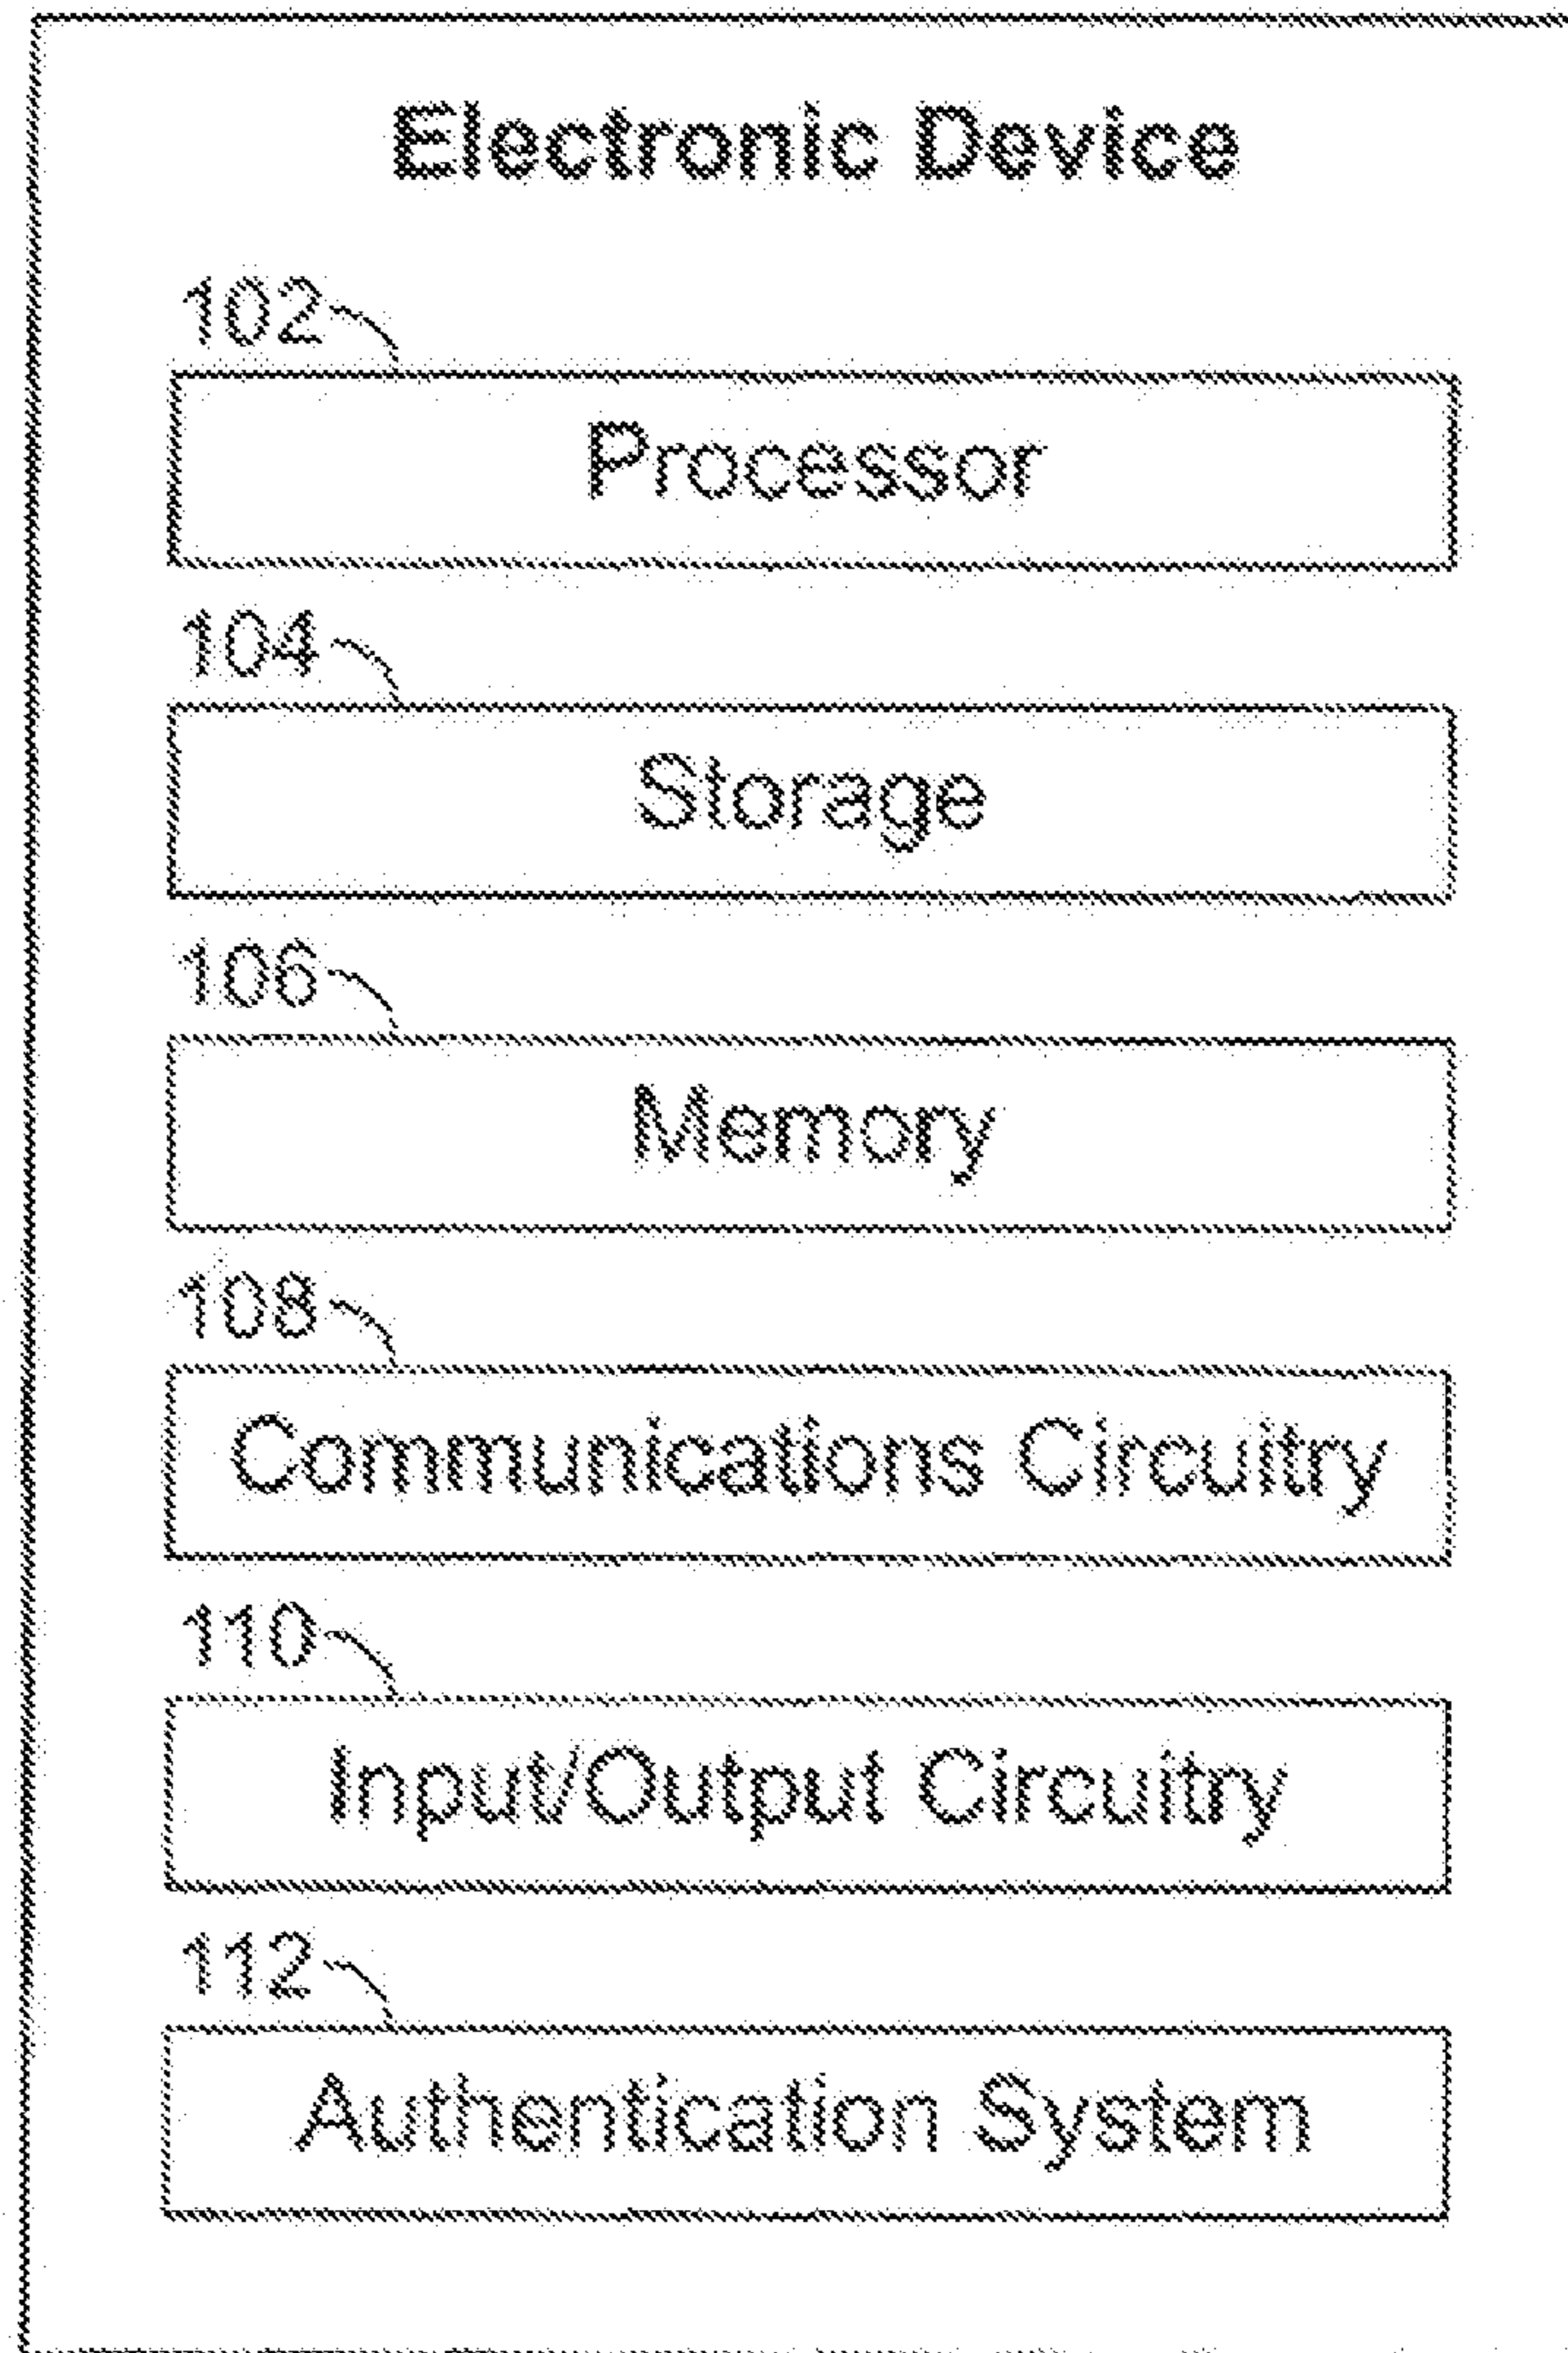 Electronic Device
102
Processor
104
Storage
106
Memory
108
Communications Circuitry
110
Input/Output Circuitry
112
Authentication System